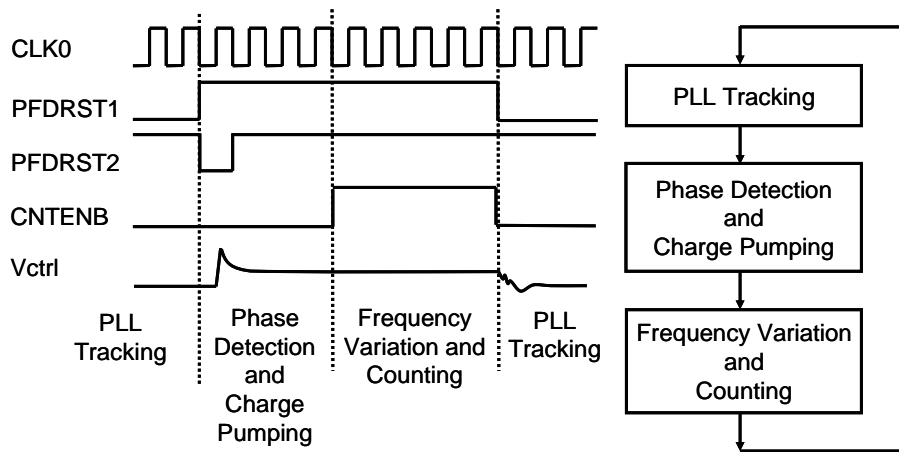 CLK0
PFDRST1
PFDRST2
CNTENB
Vctrl
PLL
Tracking
Phase
Detection
and
Charge
Pumping
Frequency
Variation and
Counting
PLL
Tracking
PLL Tracking
Phase Detection
and
Charge Pumping
Frequency Variation
and
Counting